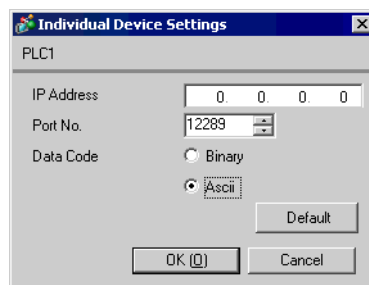 Individual Device Settings
PLC1
IP Address 0. 0. 0. 0
Port No. 12289
Data Code Binary
Ascii
Default
OK (O) Cancel